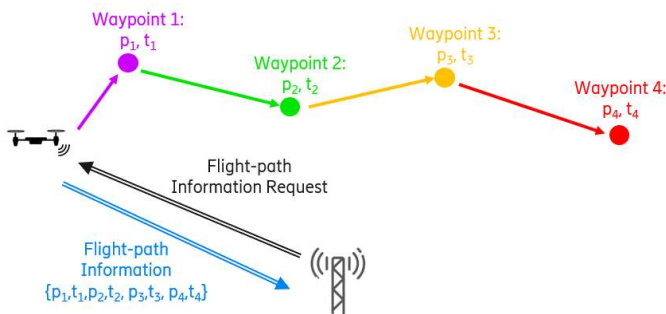 Waypoint 1:
p₁, t₁
Waypoint 2:
p₂, t₂
Waypoint 3:
p₃, t₃
Waypoint 4:
p₄, t₄
Flight-path
Information Request
Flight-path
Information
{p₁,t₁,p₂,t₂, p₃,t₃, p₄,t₄}